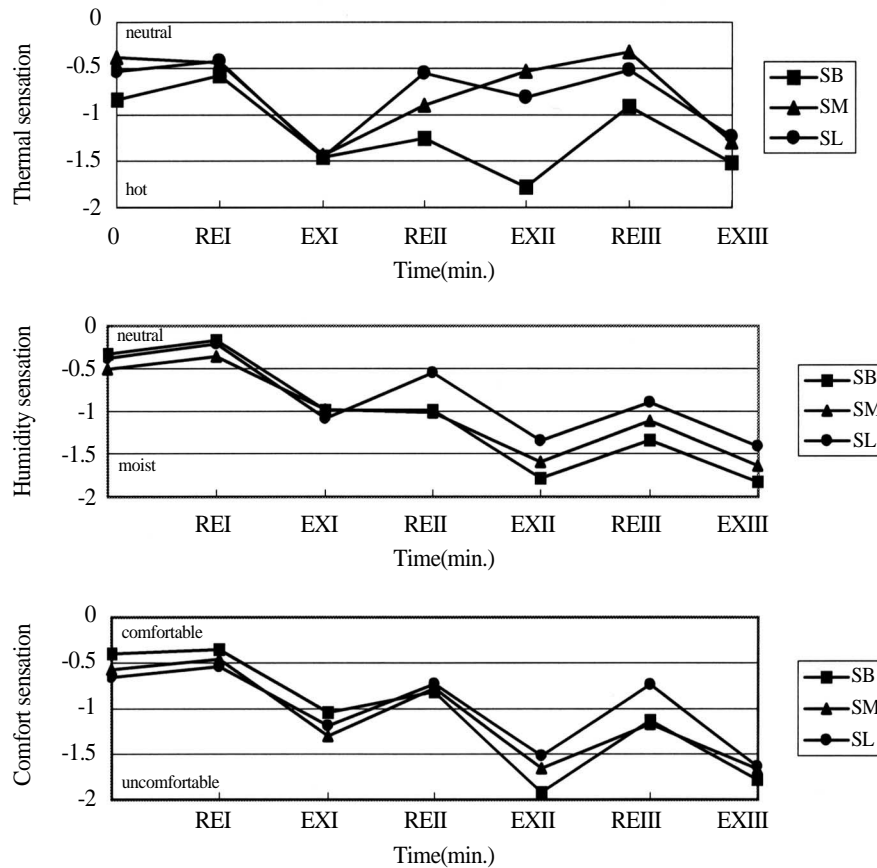 0
neutral
-0.5
-1
-1.5
hot
-2
Thermal sensation
SB
SM
SL
0 REI EXI REII EXII REIII EXIII
Time(min.)
0
neutral
-0.5
-1
-1.5
moist
-2
Humidity sensation
SB
SM
SL
REI EXI REII EXII REIII EXIII
Time(min.)
0
comfortable
-0.5
-1
-1.5
uncomfortable
-2
Comfort sensation
SB
SM
SL
REI EXI REII EXII REIII EXIII
Time(min.)